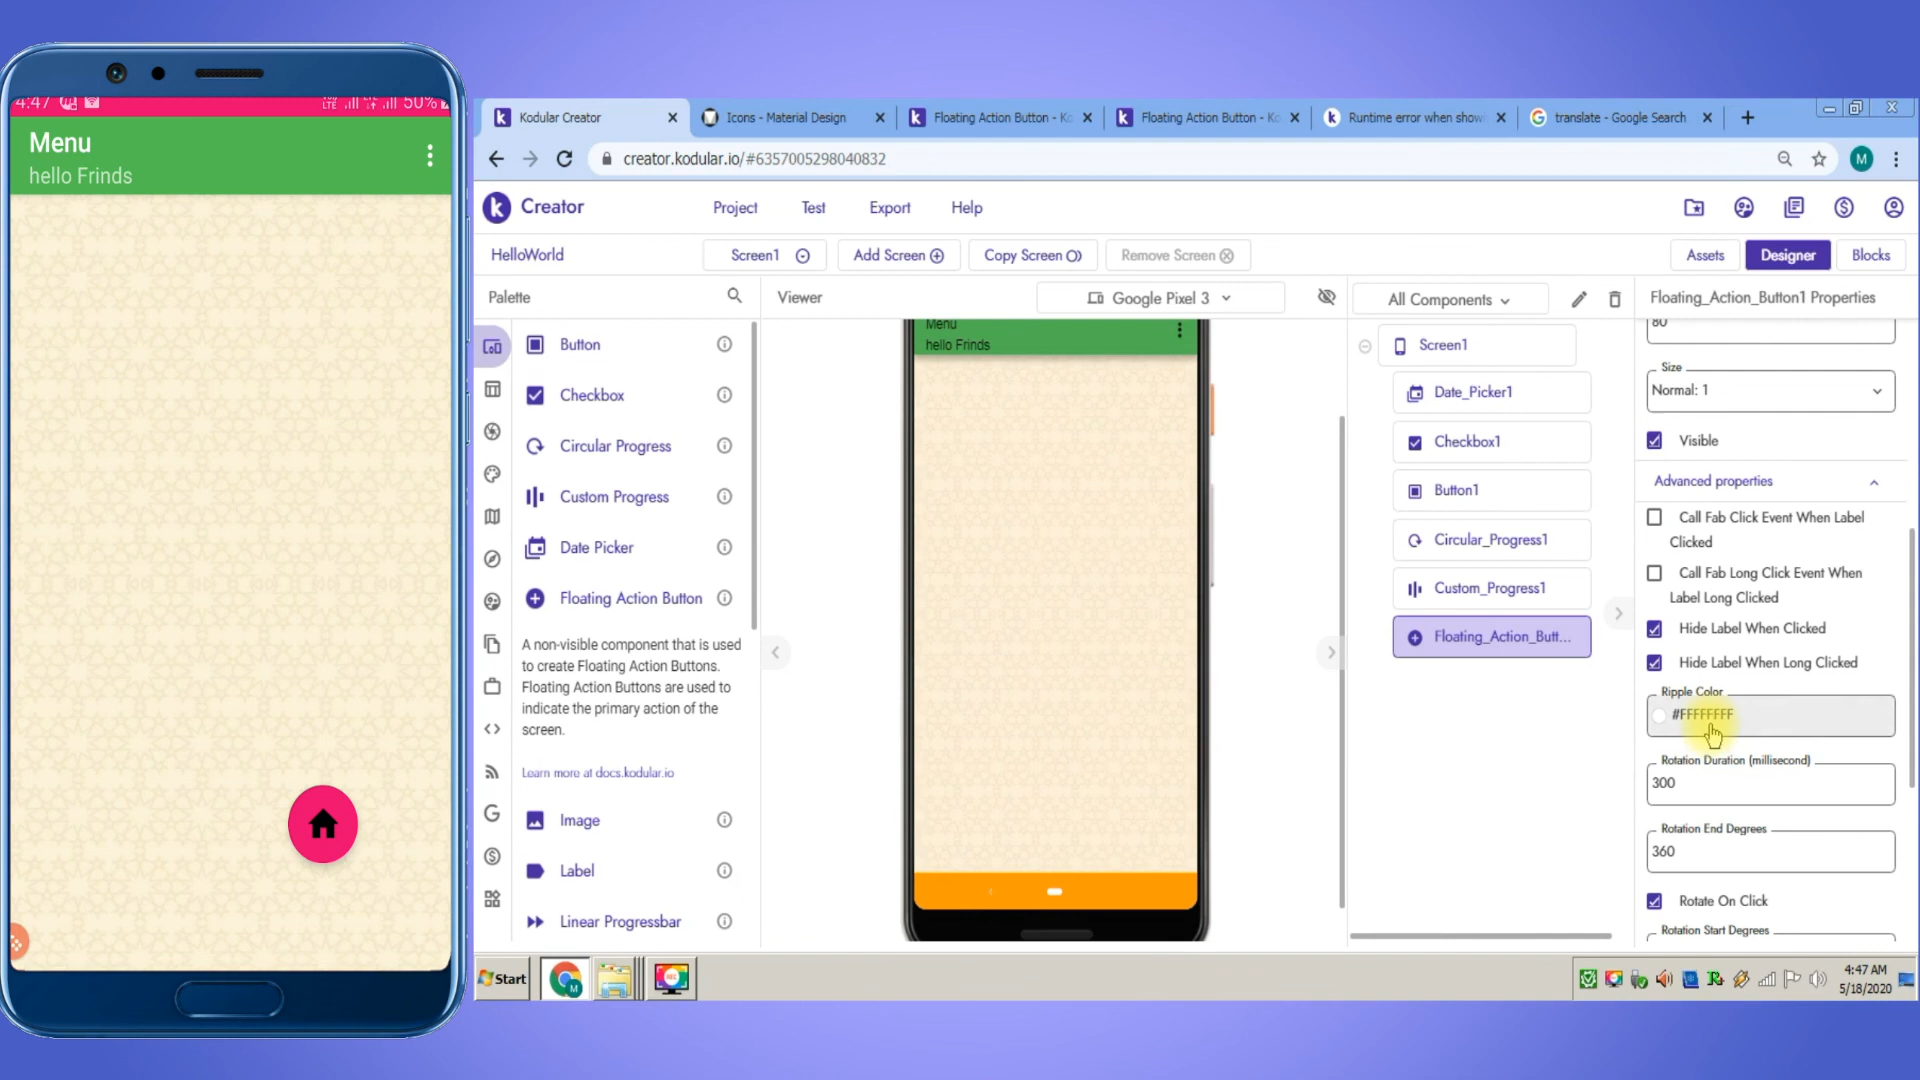 4:47
50%
Menu
hello Frinds
Kodular Creator
Icons - Material Design
Floating Action Button - Ko
Floating Action Button - Ko
Runtime error when showi
translate - Google Search
creator.kodular.io/#6357005298040832
M
Creator
Project
Test
Export
Help
HelloWorld
Screen1
Add Screen
Copy Screen
Remove Screen
Assets
Designer
Blocks
Palette
Viewer
Google Pixel 3
All Components
Floating_Action_Button1 Properties
Button
Checkbox
Circular Progress
Custom Progress
Date Picker
Floating Action Button
A non-visible component that is used
to create Floating Action Buttons.
Floating Action Buttons are used to
indicate the primary action of the
screen.
Learn more at docs.kodular.io
Image
Label
Linear Progressbar
Menu
hello Frinds
Screen1
Date_Picker1
Checkbox1
Button1
Circular_Progress1
Custom_Progress1
Floating_Action_Butt...
80
Size
Normal: 1
Visible
Advanced properties
Call Fab Click Event When Label
Clicked
Call Fab Long Click Event When
Label Long Clicked
Hide Label When Clicked
Hide Label When Long Clicked
Ripple Color
#FFFFFFFF
Rotation Duration (millisecond)
300
Rotation End Degrees
360
Rotate On Click
Rotation Start Degrees
Start
4:47 AM
5/18/2020